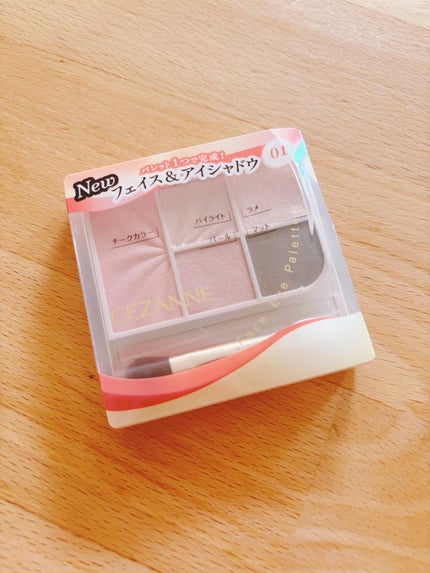 パレット1つで完成!
New フェイス&アイシャドウ 01
ハイライト ラメ
チークカラー パール マット
CEZANNE
Face Eye Palette